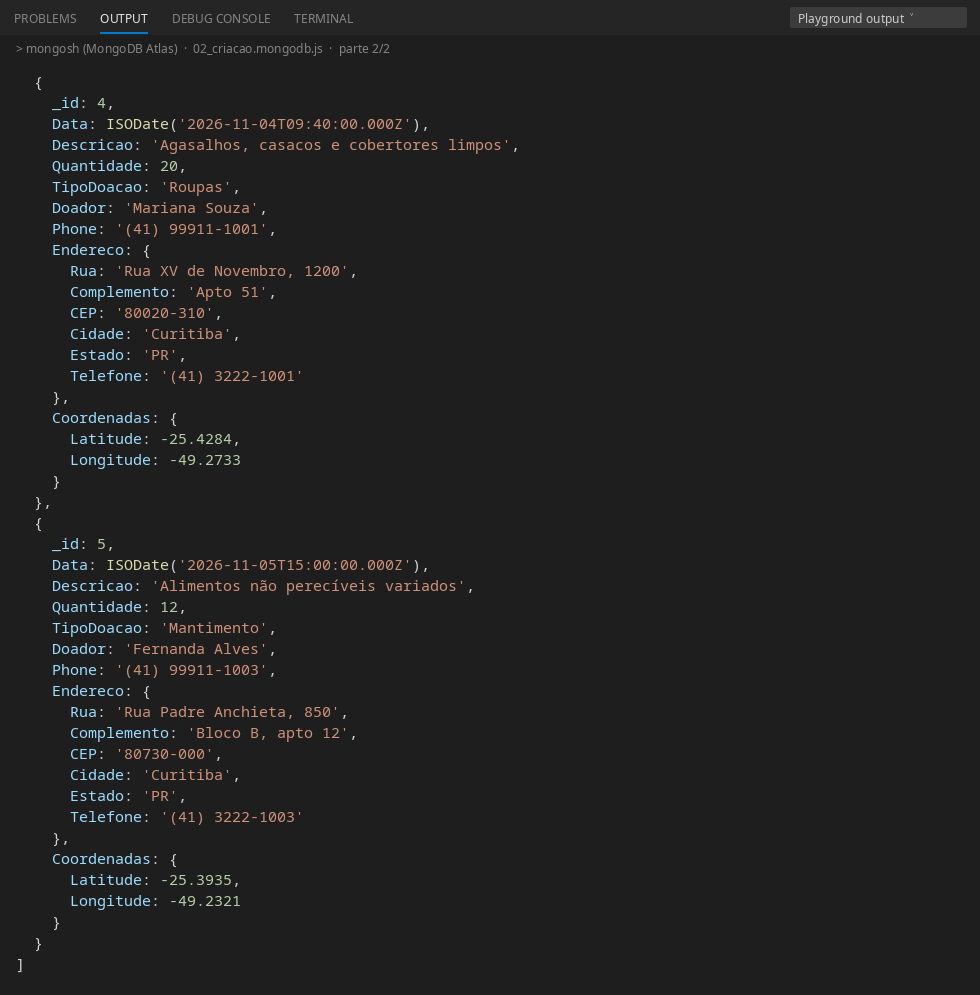 PROBLEMS OUTPUT DEBUG CONSOLE TERMINAL Playground output ˅
> mongosh (MongoDB Atlas) · 02_criacao.mongodb.js · parte 2/2
  {
    _id: 4,
    Data: ISODate('2026-11-04T09:40:00.000Z'),
    Descricao: 'Agasalhos, casacos e cobertores limpos',
    Quantidade: 20,
    TipoDoacao: 'Roupas',
    Doador: 'Mariana Souza',
    Phone: '(41) 99911-1001',
    Endereco: {
      Rua: 'Rua XV de Novembro, 1200',
      Complemento: 'Apto 51',
      CEP: '80020-310',
      Cidade: 'Curitiba',
      Estado: 'PR',
      Telefone: '(41) 3222-1001'
    },
    Coordenadas: {
      Latitude: -25.4284,
      Longitude: -49.2733
    }
  },
  {
    _id: 5,
    Data: ISODate('2026-11-05T15:00:00.000Z'),
    Descricao: 'Alimentos não perecíveis variados',
    Quantidade: 12,
    TipoDoacao: 'Mantimento',
    Doador: 'Fernanda Alves',
    Phone: '(41) 99911-1003',
    Endereco: {
      Rua: 'Rua Padre Anchieta, 850',
      Complemento: 'Bloco B, apto 12',
      CEP: '80730-000',
      Cidade: 'Curitiba',
      Estado: 'PR',
      Telefone: '(41) 3222-1003'
    },
    Coordenadas: {
      Latitude: -25.3935,
      Longitude: -49.2321
    }
  }
]